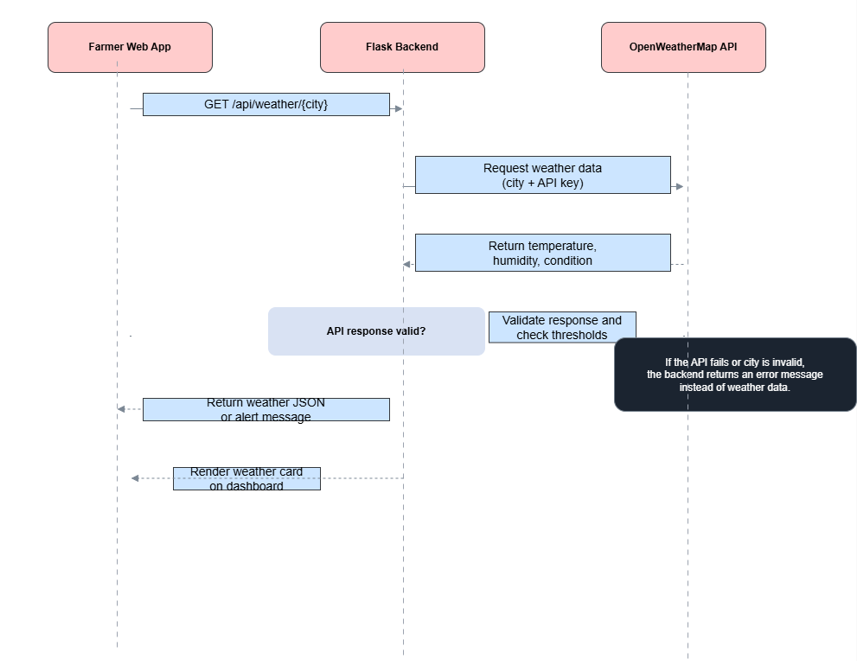 Farmer Web App
Flask Backend
OpenWeatherMap API
GET /api/weather/{city}
Request weather data
(city + API key)
Return temperature,
humidity, condition
API response valid?
Validate response and
check thresholds
If the API fails or city is invalid,
the backend returns an error message
instead of weather data.
Return weather JSON
or alert message
Render weather card
on dashboard